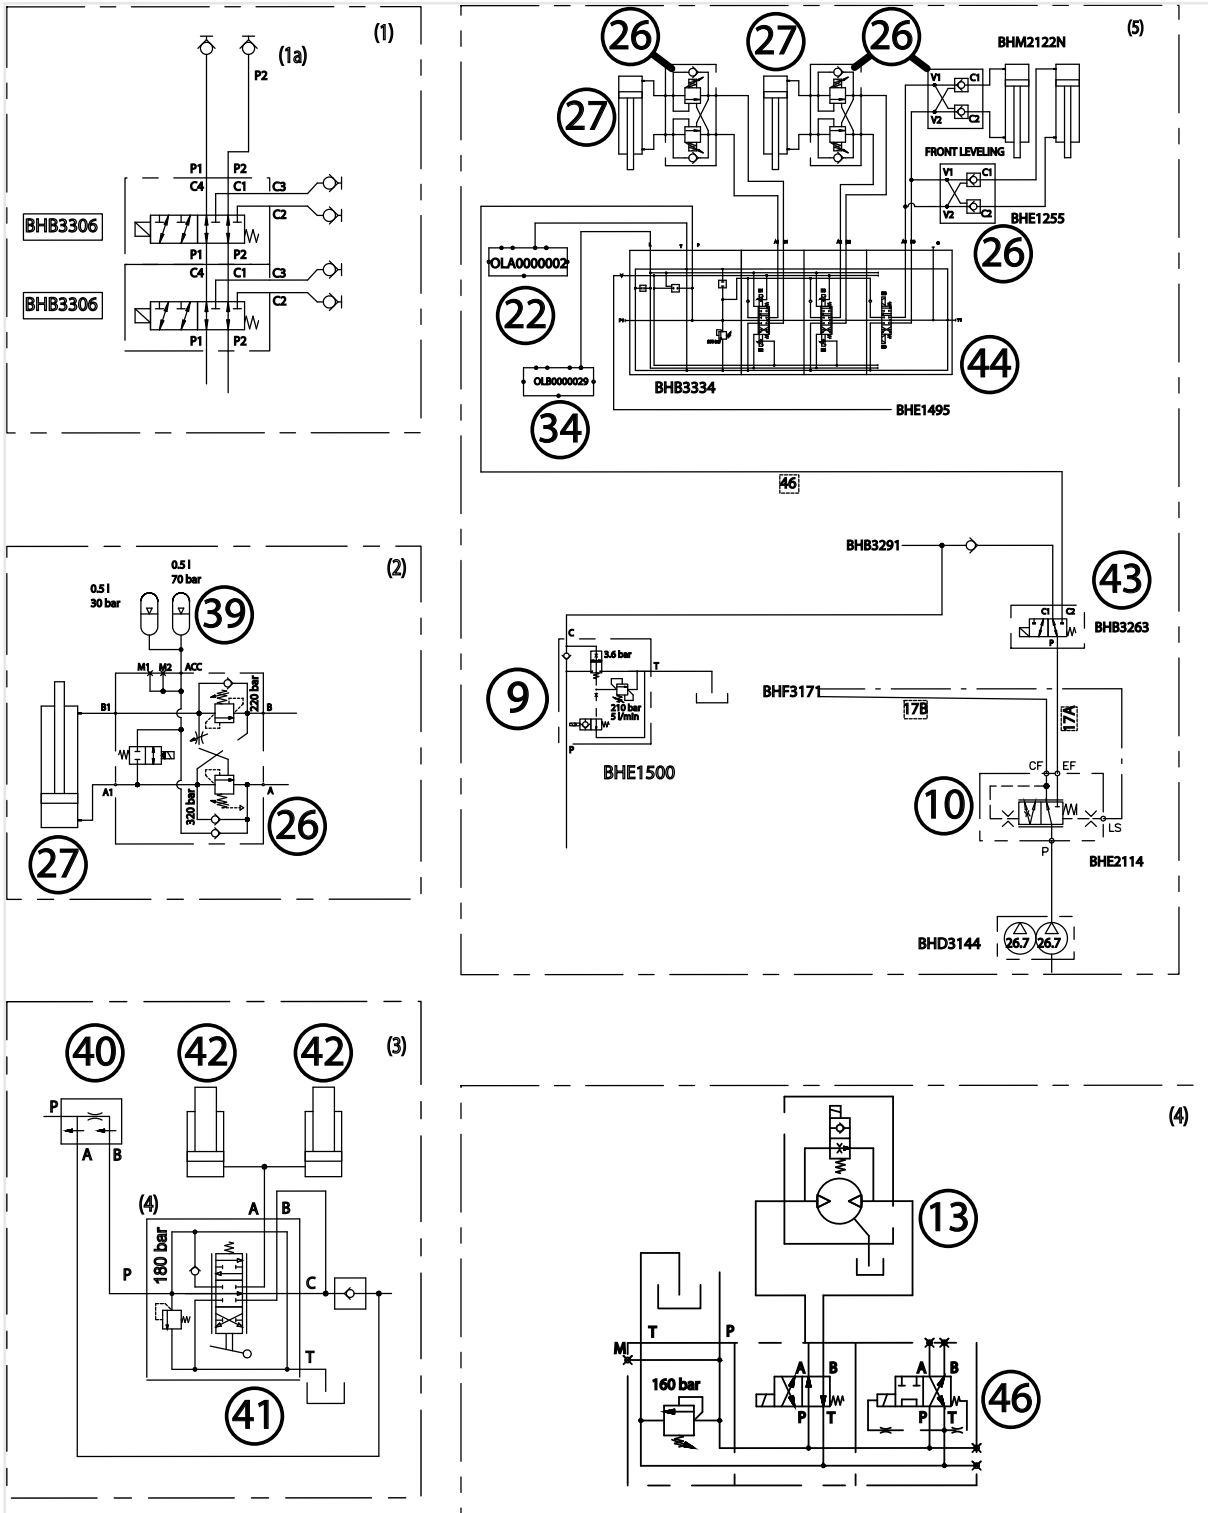 (1)
(1a)
P2
P1 P2
C4 C1 C3
C2
BHB3306
P1 P2
C4 C1 C3
C2
BHB3306
P1 P2
(2)
0.5 l
70 bar
0.5 l
30 bar
39
M1 M2 ACC
220 bar
B1
B
A1
A
320 bar
26
27
(3)
40
42
42
P
A B
(4)
A B
180 bar
P
C
T
41
(5)
26
27
26
BHM2122N
27
V1 C1
V2 C2
FRONT LEVELING
V1 C1
V2 C2
BHE1255
26
OLA0000002
22
44
OLB0000029
BHB3334
BHE1495
34
46
BHB3291
43
C1 C2
P
BHB3263
C
3.6 bar
T
9
210 bar
5 l/min
P
BHE1500
BHF3171
17B
17A
CF EF
10
LS
P
BHE2114
BHD3144
26.7
26.7
(4)
13
T P
M
160 bar
A B
P T
A B
P T
46